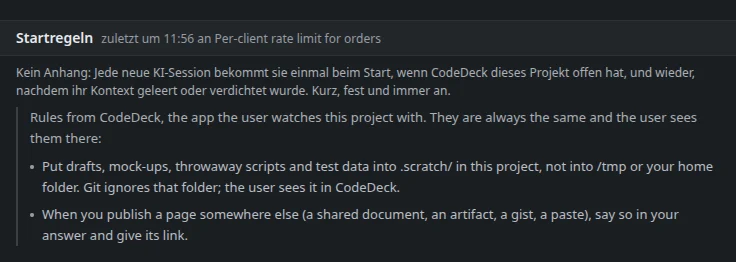 Startregeln zuletzt um 11:56 an Per-client rate limit for orders
Kein Anhang: Jede neue KI-Session bekommt sie einmal beim Start, wenn CodeDeck dieses Projekt offen hat, und wieder,
nachdem ihr Kontext geleert oder verdichtet wurde. Kurz, fest und immer an.
Rules from CodeDeck, the app the user watches this project with. They are always the same and the user sees
them there:
• Put drafts, mock-ups, throwaway scripts and test data into .scratch/ in this project, not into /tmp or your home
folder. Git ignores that folder; the user sees it in CodeDeck.
• When you publish a page somewhere else (a shared document, an artifact, a gist, a paste), say so in your
answer and give its link.